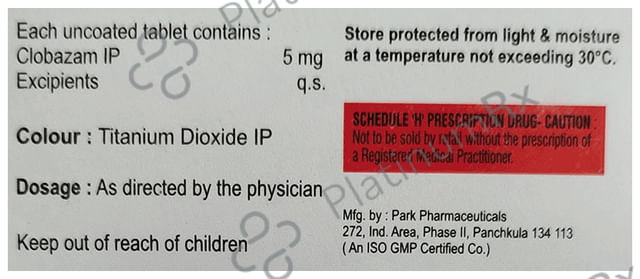 Each uncoated tablet contains :
Clobazam IP 5 mg
Excipients q.s.
Colour : Titanium Dioxide IP
Dosage : As directed by the physician
Keep out of reach of children
Store protected from light & moisture
at a temperature not exceeding 30°C.
SCHEDULE 'H' PRESCRIPTION DRUG- CAUTION :
Not to be sold by retail without the prescription of
a Registared Medical Practitioner.
Mfg. by : Park Pharmaceuticals
272, Ind. Area, Phase II, Panchkula 134 113
( An ISO GMP Certified Co.)
PlatinumRx
PlatinumRx